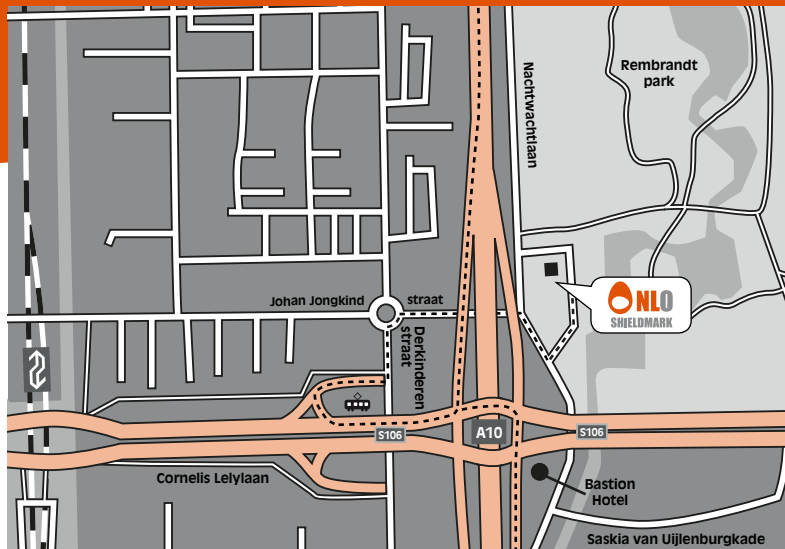 Rembrandt
park
Nachtwachtlaan
NLO
SHIELDMARK
Johan Jongkind
straat
Derkinderen
straat
S106
A10
S106
Cornelis Lelylaan
Bastion
Hotel
Saskia van Uijlenburgkade